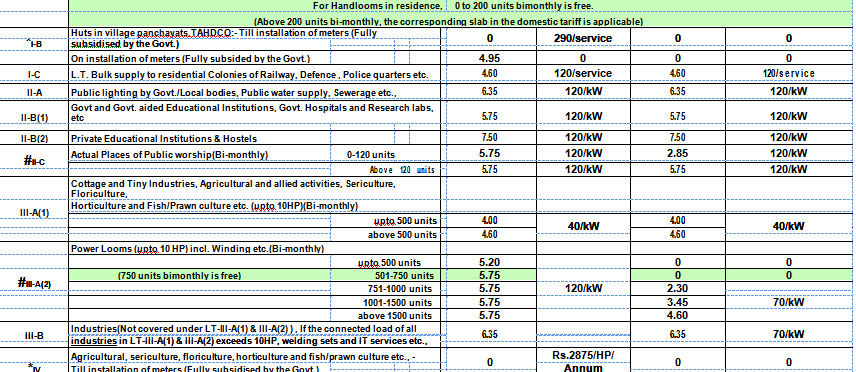 For Handlooms in residence, 0 to 200 units bimonthly is free.
(Above 200 units bi-monthly, the corresponding slab in the domestic tariff is applicable)
^I-B Huts in village panchayats,TAHDCO:- Till installation of meters (Fully subsidised by the Govt.) 0 290/service 0 0
On installation of meters (Fully subsided by the Govt.) 4.95 0 0 0
I-C L.T. Bulk supply to residential Colonies of Railway, Defence , Police quarters etc. 4.60 120/service 4.60 120/service
II-A Public lighting by Govt./Local bodies, Public water supply, Sewerage etc., 6.35 120/kW 6.35 120/kW
II-B(1) Govt and Govt. aided Educational Institutions, Govt. Hospitals and Research labs, etc 5.75 120/kW 5.75 120/kW
II-B(2) Private Educational Institutions & Hostels 7.50 120/kW 7.50 120/kW
#II-C Actual Places of Public worship(Bi-monthly) 0-120 units 5.75 120/kW 2.85 120/kW
Above 120 units 5.75 120/kW 5.75 120/kW
III-A(1) Cottage and Tiny Industries, Agricultural and allied activities, Sericulture, Floriculture,
Horticulture and Fish/Prawn culture etc. (upto 10HP)(Bi-monthly)
upto 500 units 4.00 40/kW 4.00 40/kW
above 500 units 4.60 4.60
#III-A(2) Power Looms (upto 10 HP) incl. Winding etc.(Bi-monthly)
upto 500 units 5.20 0 0
(750 units bimonthly is free) 501-750 units 5.75 0 0
751-1000 units 5.75 120/kW 2.30
1001-1500 units 5.75 3.45 70/kW
above 1500 units 5.75 4.60
III-B Industries(Not covered under LT-III-A(1) & III-A(2) ) , If the connected load of all industries in LT-III-A(1) & III-A(2) exceeds 10HP, welding sets and IT services etc., 6.35 6.35 70/kW
*IV Agricultural, sericulture, floriculture, horticulture and fish/prawn culture etc., - Till installation of meters (Fully subsidised by the Govt.) 0 Rs.2875/HP/Annum 0 0